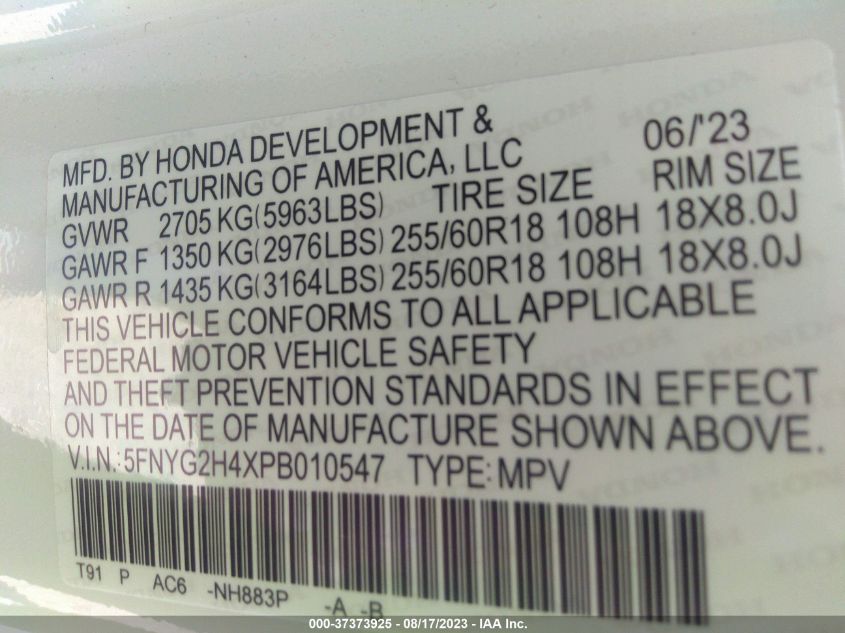 MFD. BY HONDA DEVELOPMENT & 06/'23
MANUFACTURING OF AMERICA, LLC RIM SIZE
GVWR 2705 KG(5963LBS) TIRE SIZE
GAWR F 1350 KG(2976LBS) 255/60R18 108H 18X8.0J
GAWR R 1435 KG(3164LBS) 255/60R18 108H 18X8.0J
THIS VEHICLE CONFORMS TO ALL APPLICABLE
FEDERAL MOTOR VEHICLE SAFETY
AND THEFT PREVENTION STANDARDS IN EFFECT
ON THE DATE OF MANUFACTURE SHOWN ABOVE.
V.I.N.: 5FNYG2H4XPB010547 TYPE: MPV
T91 P AC6 -NH883P -A -B
000-37373925 - 08/17/2023 - IAA Inc.